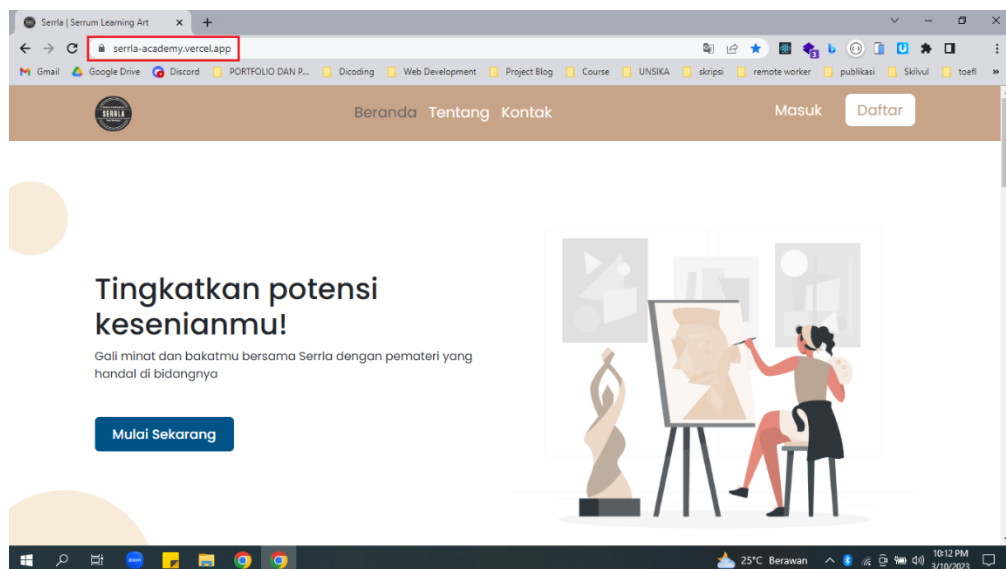 Serrla | Serrum Learning Art
serrla-academy.vercel.app
Gmail Google Drive Discord PORTFOLIO DAN P... Dicoding Web Development Project Blog Course UNSIKA skripsi remote worker publikasi Skilvul toefl
SERRLA
Beranda Tentang Kontak
Masuk Daftar
Tingkatkan potensi
kesenianmu!
Gali minat dan bakatmu bersama Serrla dengan pemateri yang
handal di bidangnya
Mulai Sekarang
zoom
25°C Berawan
10:12 PM
3/10/2023